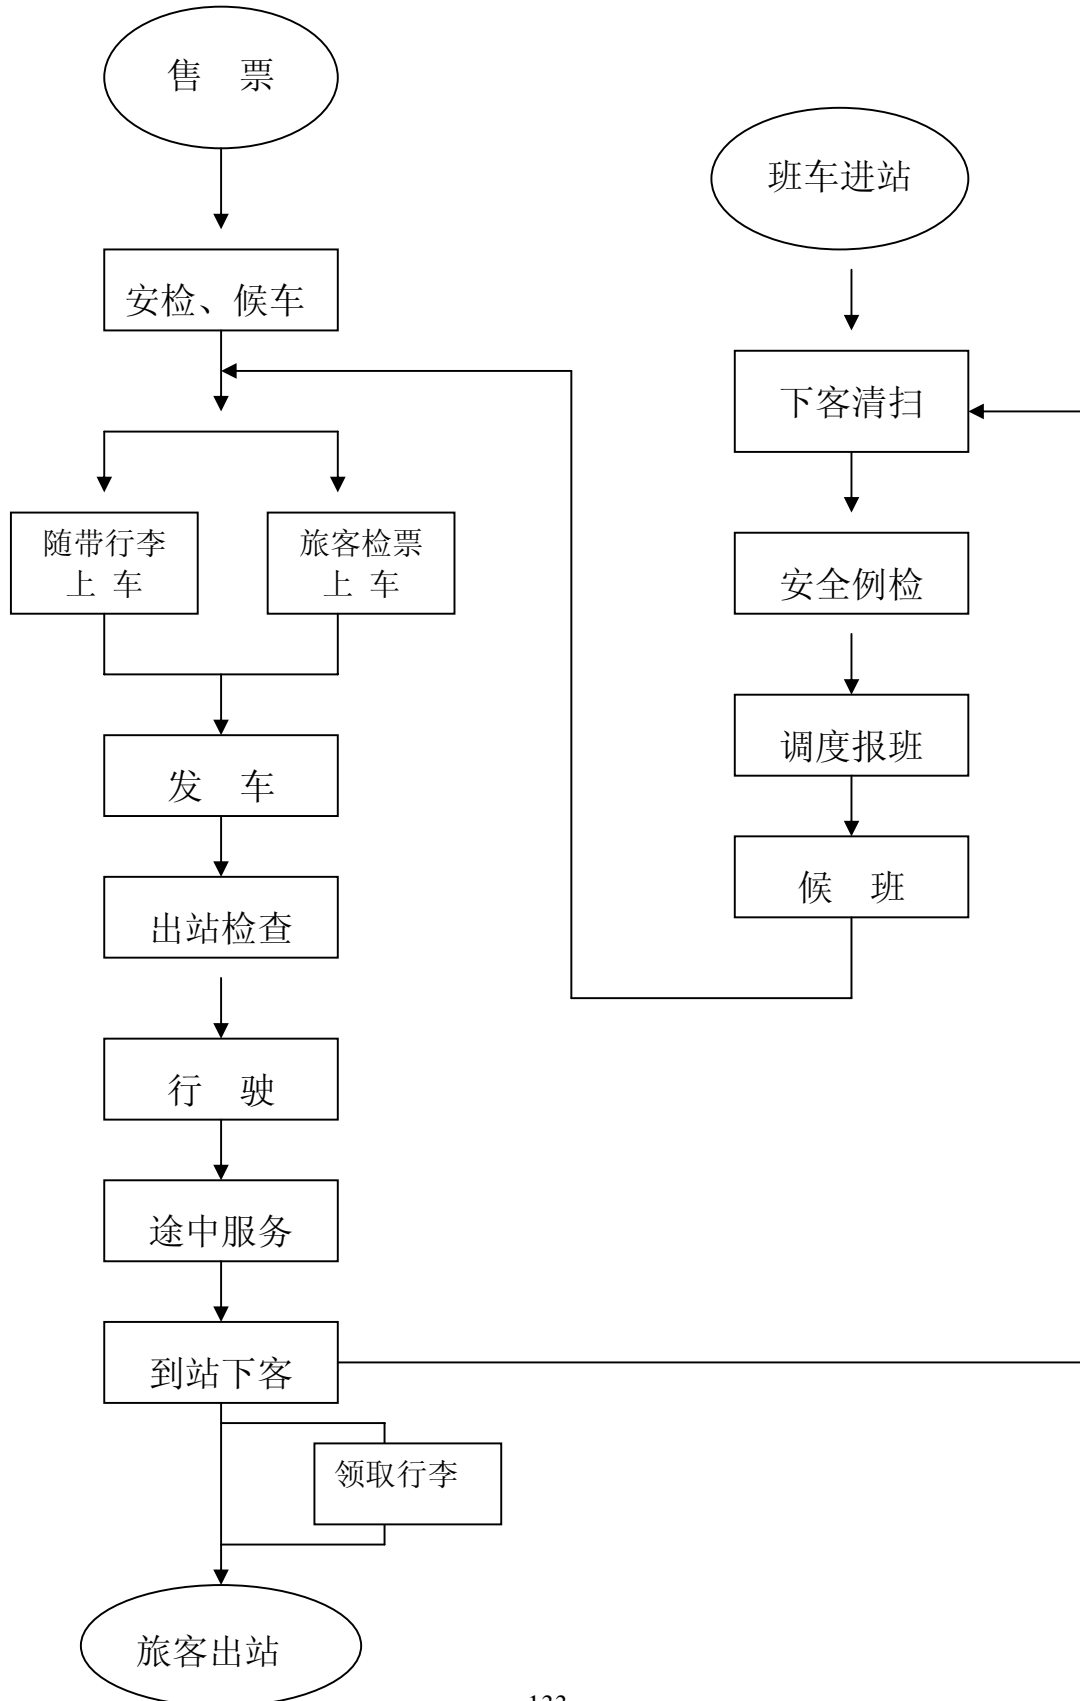 售 票
班车进站
安检、候车
下客清扫
随带行李
上 车
旅客检票
上 车
安全例检
调度报班
发 车
候 班
出站检查
行 驶
途中服务
到站下客
领取行李
旅客出站
133